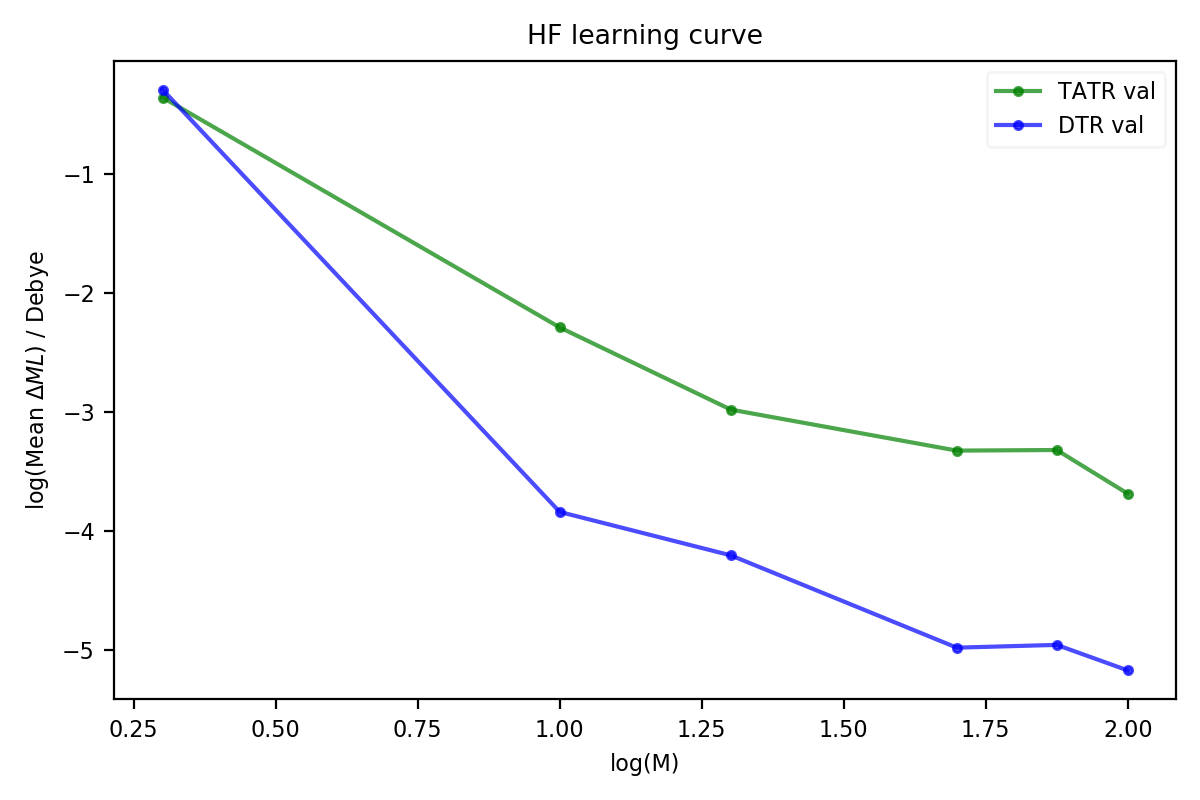 HF learning curve
TATR val
DTR val
log(Mean ΔML) / Debye
−1
−2
−3
−4
−5
0.25 0.50 0.75 1.00 1.25 1.50 1.75 2.00
log(M)